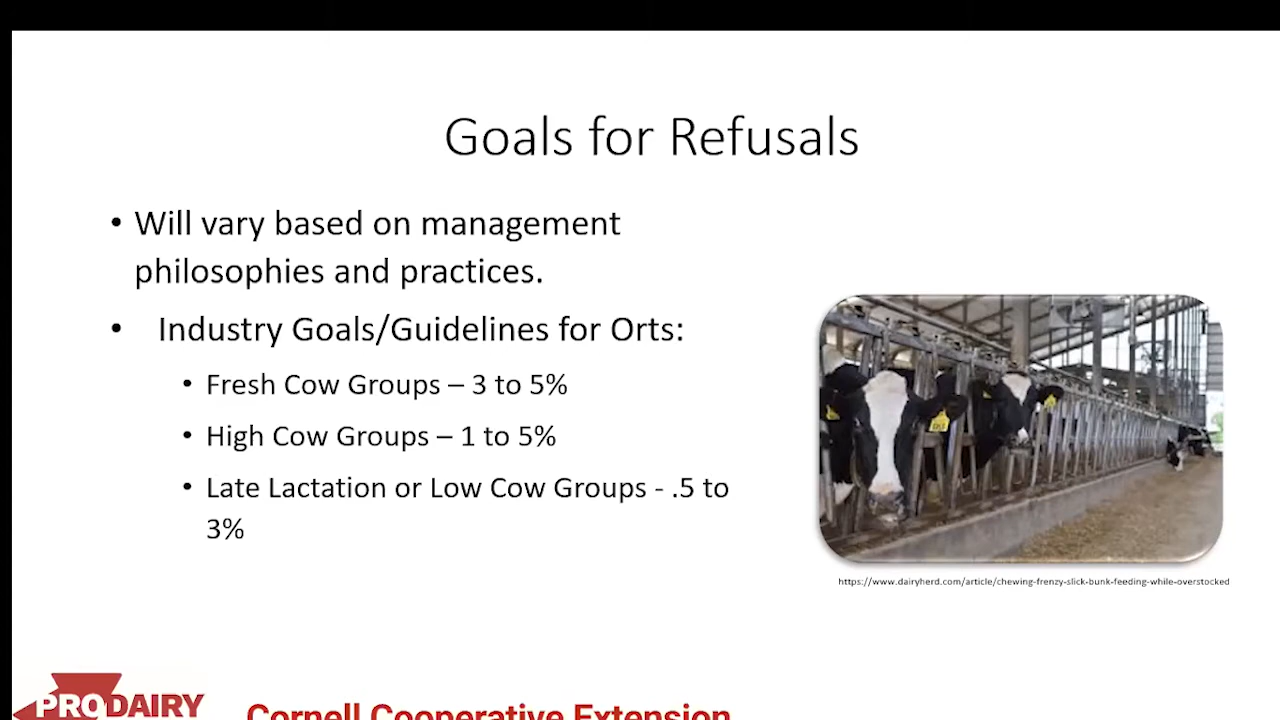 Goals for Refusals
• Will vary based on management
philosophies and practices.
• Industry Goals/Guidelines for Orts:
• Fresh Cow Groups – 3 to 5%
• High Cow Groups – 1 to 5%
• Late Lactation or Low Cow Groups - .5 to
3%
https://www.dairyherd.com/article/chewing-frenzy-slick-bunk-feeding-while-overstocked
PRODAIRY
Cornell Cooperative Extension